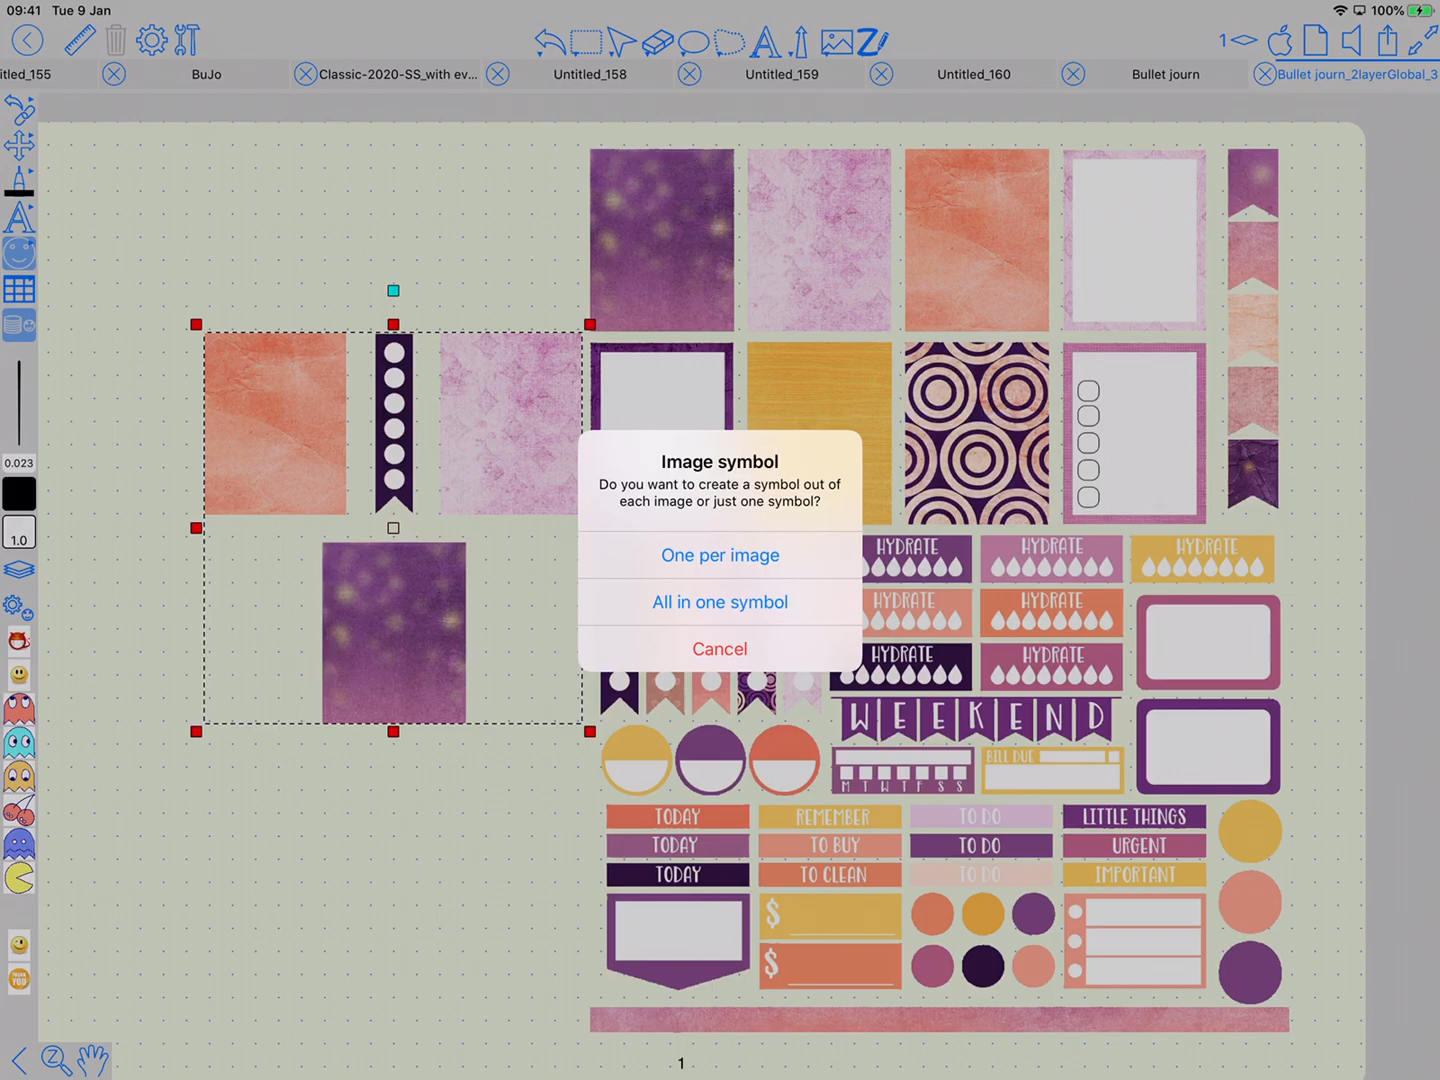 09:41 Tue 9 Jan
100%
1
itled_155
BuJo
Classic-2020-SS_with ev...
Untitled_158
Untitled_159
Untitled_160
Bullet journ
Bullet journ_2layerGlobal_3
0.023
1.0
Image symbol
Do you want to create a symbol out of
each image or just one symbol?
One per image
All in one symbol
Cancel
HYDRATE
HYDRATE
HYDRATE
HYDRATE
HYDRATE
HYDRATE
HYDRATE
WEEKEND
M T W T F S S
BILL DUE
TODAY
REMEMBER
TO DO
LITTLE THINGS
TODAY
TO BUY
TO DO
URGENT
TODAY
TO CLEAN
TO DO
IMPORTANT
$
$
THANK
YOU
Z
1